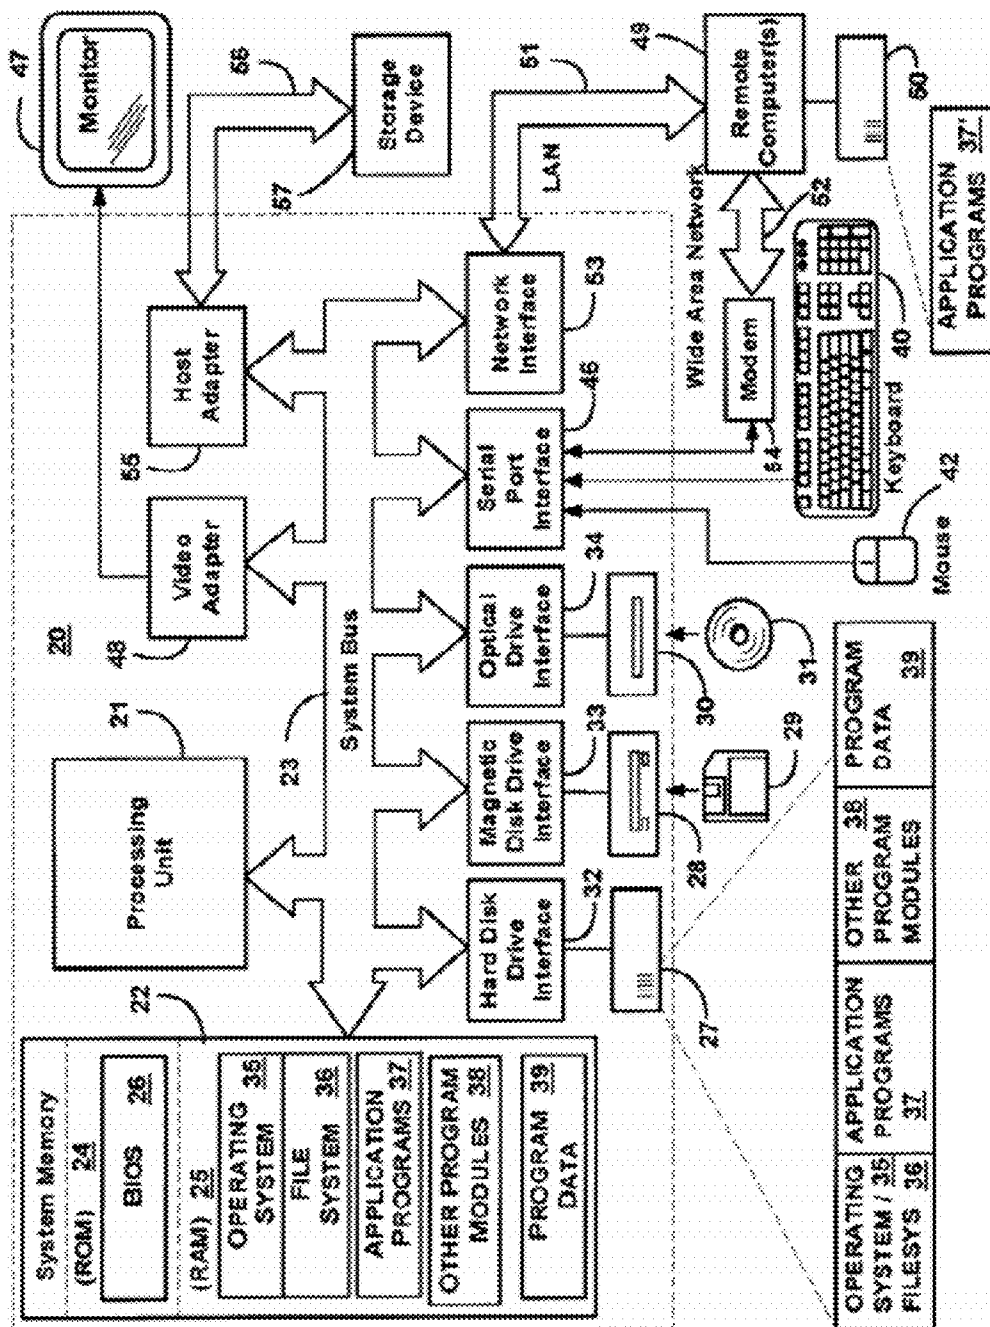 System Memory
(ROM) 24
BIOS 26
(RAM) 25
OPERATING
SYSTEM 35
FILE
SYSTEM 36
APPLICATION
PROGRAMS 37
OTHER PROGRAM
MODULES 38
PROGRAM
DATA 39
22
Processing
Unit
21
20
Video
Adapter
48
Host
Adapter
55
Monitor
47
56
Storage
Device
57
23
System Bus
Hard Disk
Drive
Interface
32
Magnetic
Disk Drive
Interface
33
Optical
Drive
Interface
34
Serial
Port
Interface
46
Network
Interface
53
LAN
51
27
28
29
30
31
Mouse
42
Keyboard
40
Modem
54
Wide Area Network
52
Remote
Computer(s)
49
50
APPLICATION
PROGRAMS 37'
OPERATING
SYSTEM / 35
FILESYS 36
APPLICATION
PROGRAMS
37
OTHER 38
PROGRAM
MODULES
PROGRAM
DATA 39